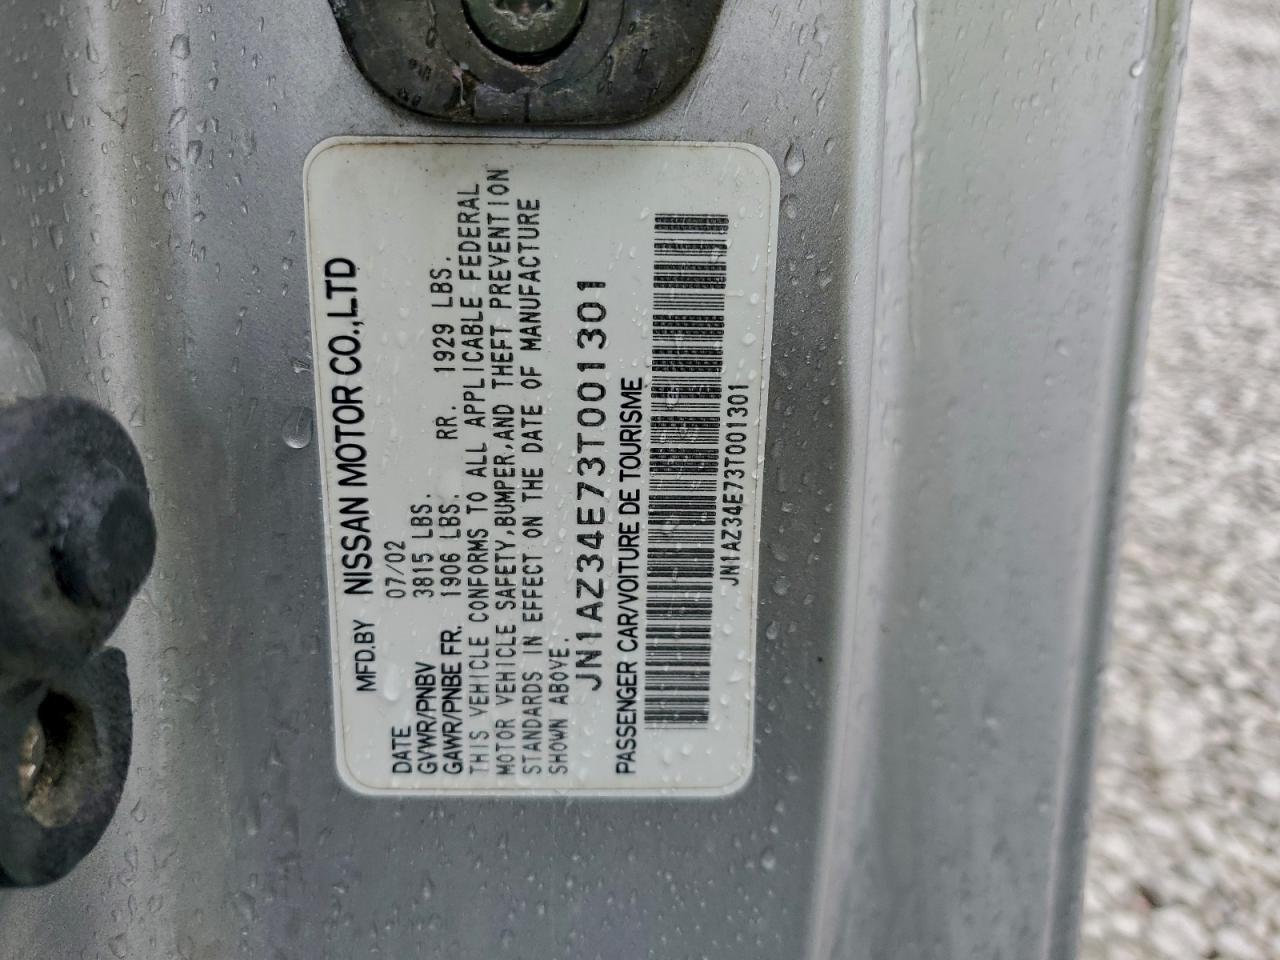 MFD.BY NISSAN MOTOR CO.,LTD
DATE 07/02
GVWR/PNBV 3815 LBS.
GAWR/PNBE FR. 1906 LBS. RR. 1929 LBS.
THIS VEHICLE CONFORMS TO ALL APPLICABLE FEDERAL
MOTOR VEHICLE SAFETY,BUMPER,AND THEFT PREVENTION
STANDARDS IN EFFECT ON THE DATE OF MANUFACTURE
SHOWN ABOVE.
JN1AZ34E73T001301
PASSENGER CAR/VOITURE DE TOURISME
JN1AZ34E73T001301